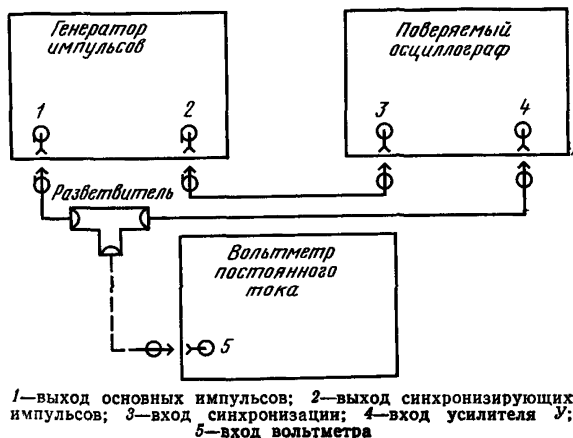 Генератор
импульсов
Поверяемый
осциллограф
1
2
3
4
Разветвитель
Вольтметр
постоянного
тока
5
1—выход основных импульсов; 2—выход синхронизирующих
импульсов; 3—вход синхронизации; 4—вход усилителя У;
5—вход вольтметра